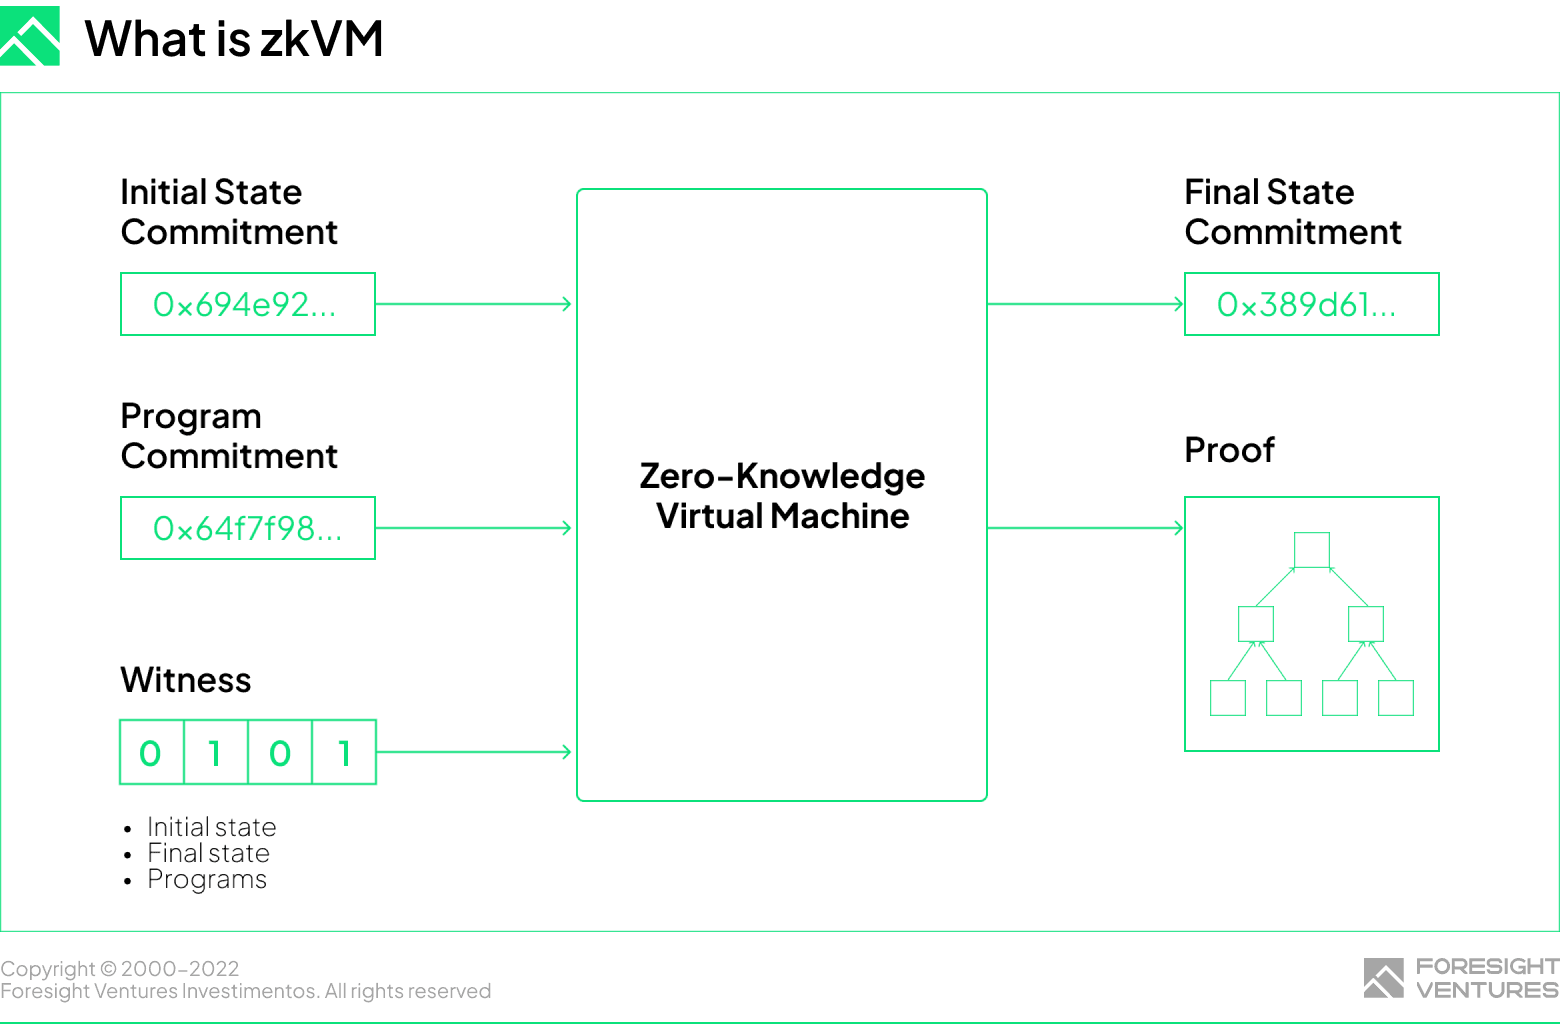 What is zkVM
Initial State
Commitment
0x694e92...
Program
Commitment
0x64f7f98...
Witness
0 1 0 1
• Initial state
• Final state
• Programs
Zero-Knowledge
Virtual Machine
Final State
Commitment
0x389d61...
Proof
Copyright © 2000-2022
Foresight Ventures Investimentos. All rights reserved
FORESIGHT
VENTURES